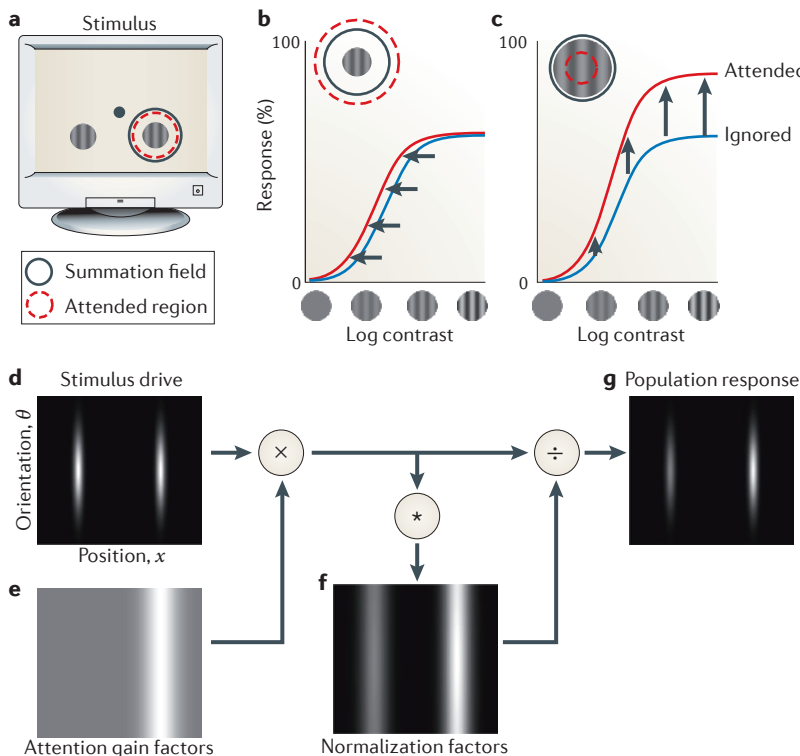 a
Stimulus
Summation field
Attended region
b
100
Response (%)
0
Log contrast
c
100
Attended
Ignored
0
Log contrast
d
Stimulus drive
Orientation, θ
Position, x
×
*
÷
g
Population response
e
Attention gain factors
f
Normalization factors